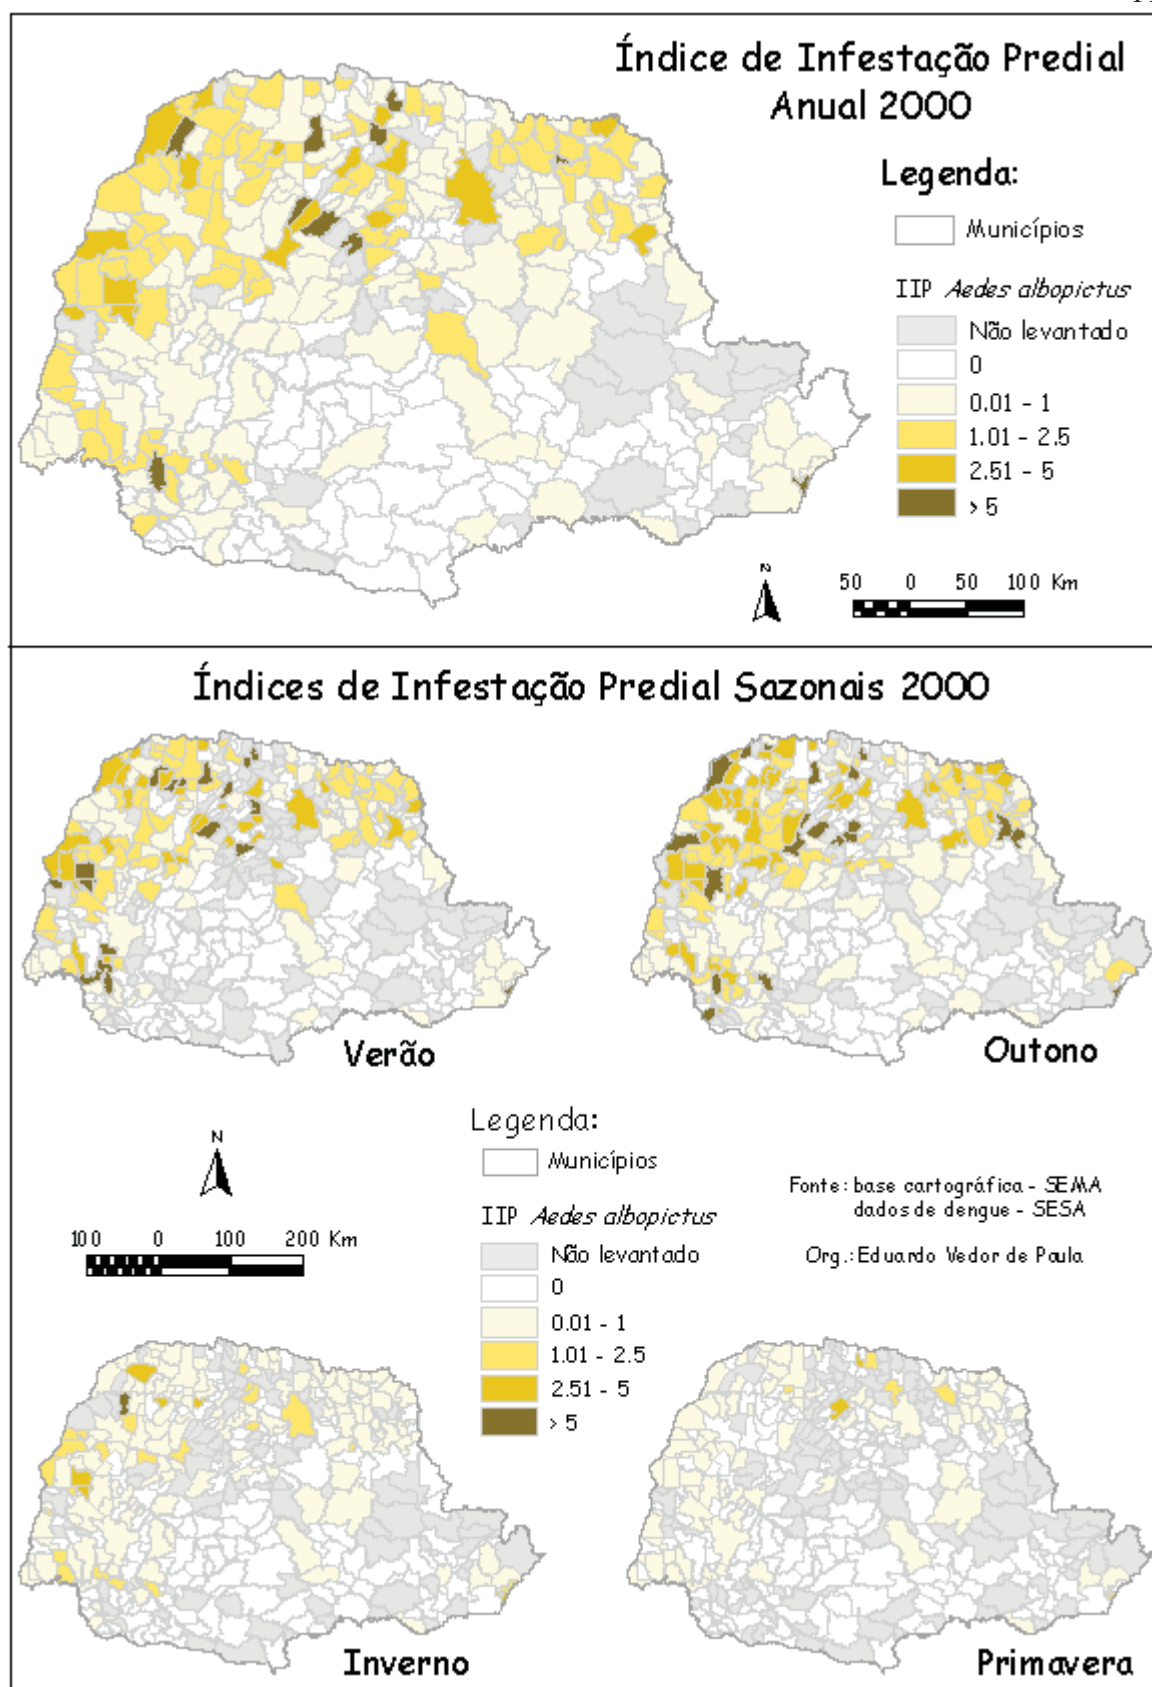 Índice de Infestação Predial
Anual 2000
Legenda:
Municípios
IIP Aedes albopictus
Não levantado
0
0.01 - 1
1.01 - 2.5
2.51 - 5
> 5
N
50 0 50 100 Km
Índices de Infestação Predial Sazonais 2000
Verão
Outono
N
100 0 100 200 Km
Legenda:
Municípios
IIP Aedes albopictus
Não levantado
0
0.01 - 1
1.01 - 2.5
2.51 - 5
> 5
Fonte: base cartográfica - SEMA
dados de dengue - SESA
Org.: Eduardo Vedor de Paula
Inverno
Primavera